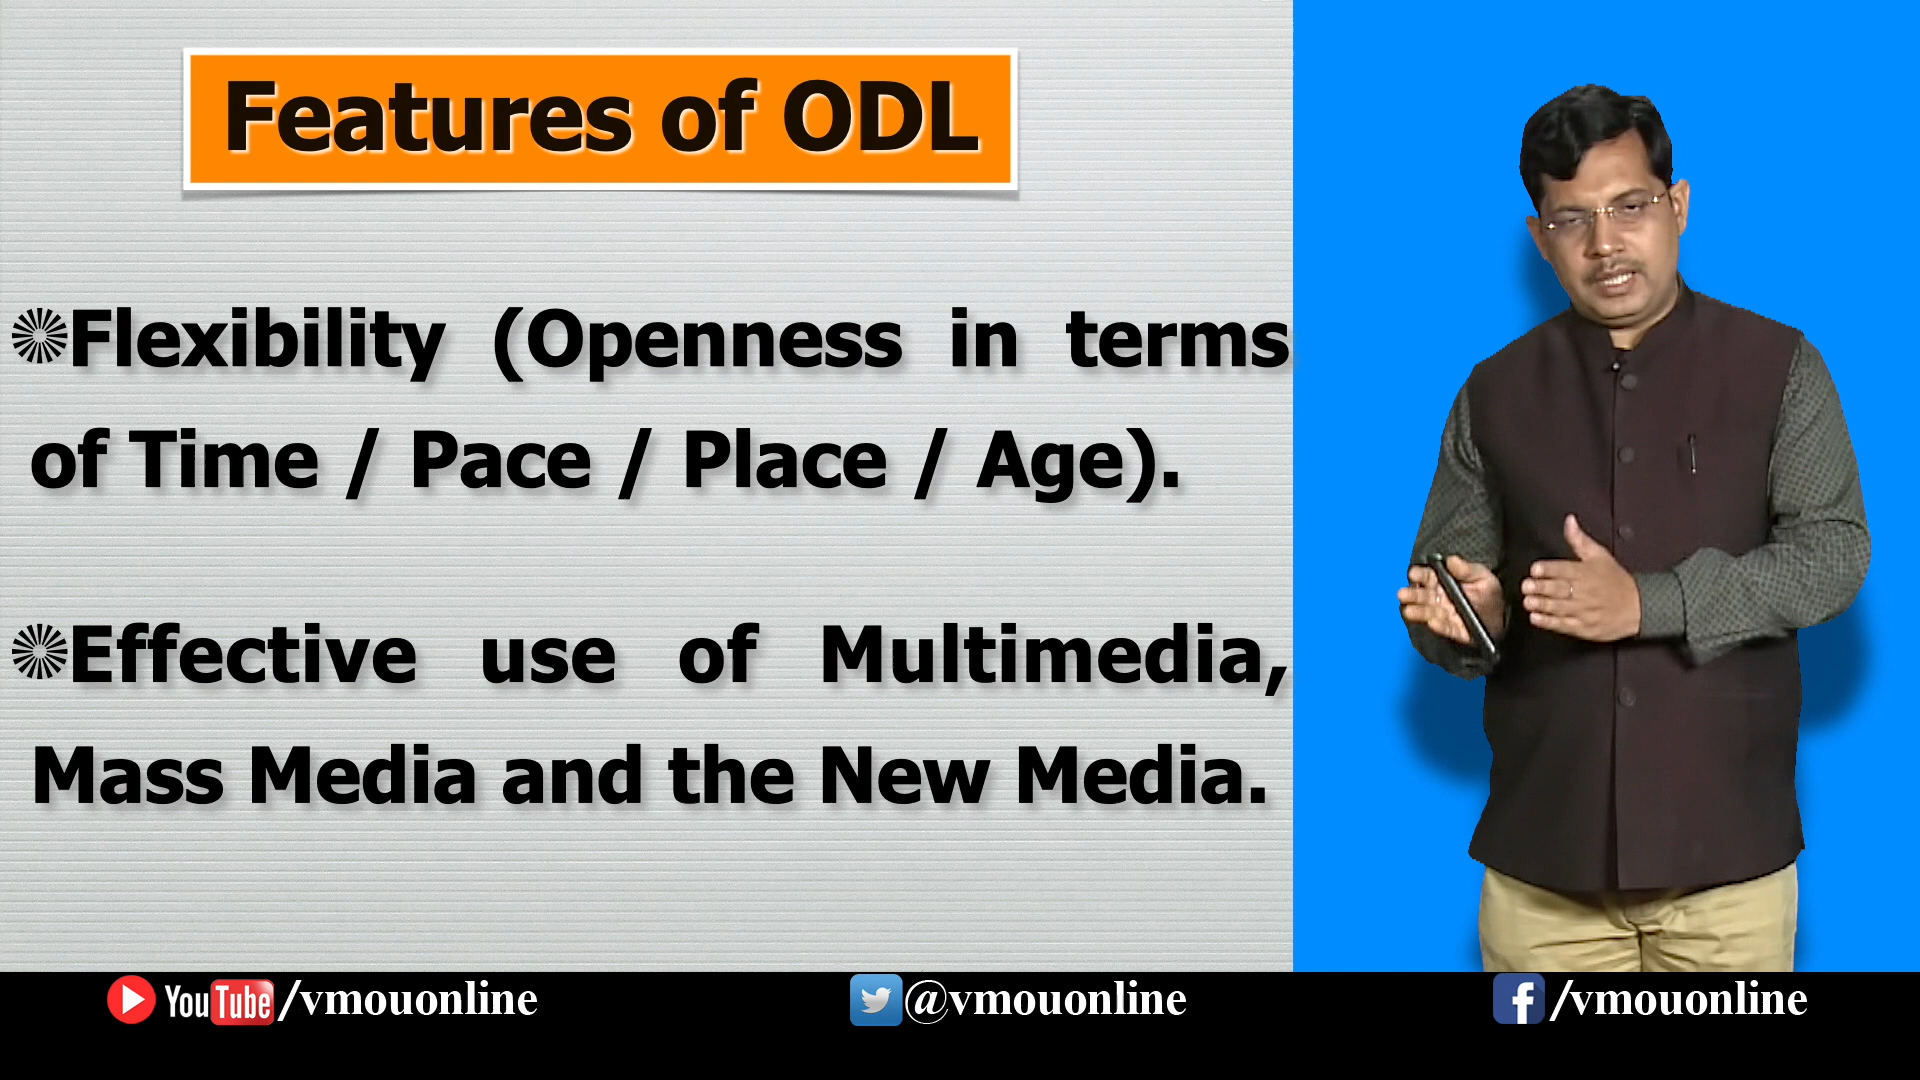 Features of ODL
Flexibility (Openness in terms
of Time / Pace / Place / Age).
Effective use of Multimedia,
Mass Media and the New Media.
YouTube/vmouonline @vmouonline /vmouonline